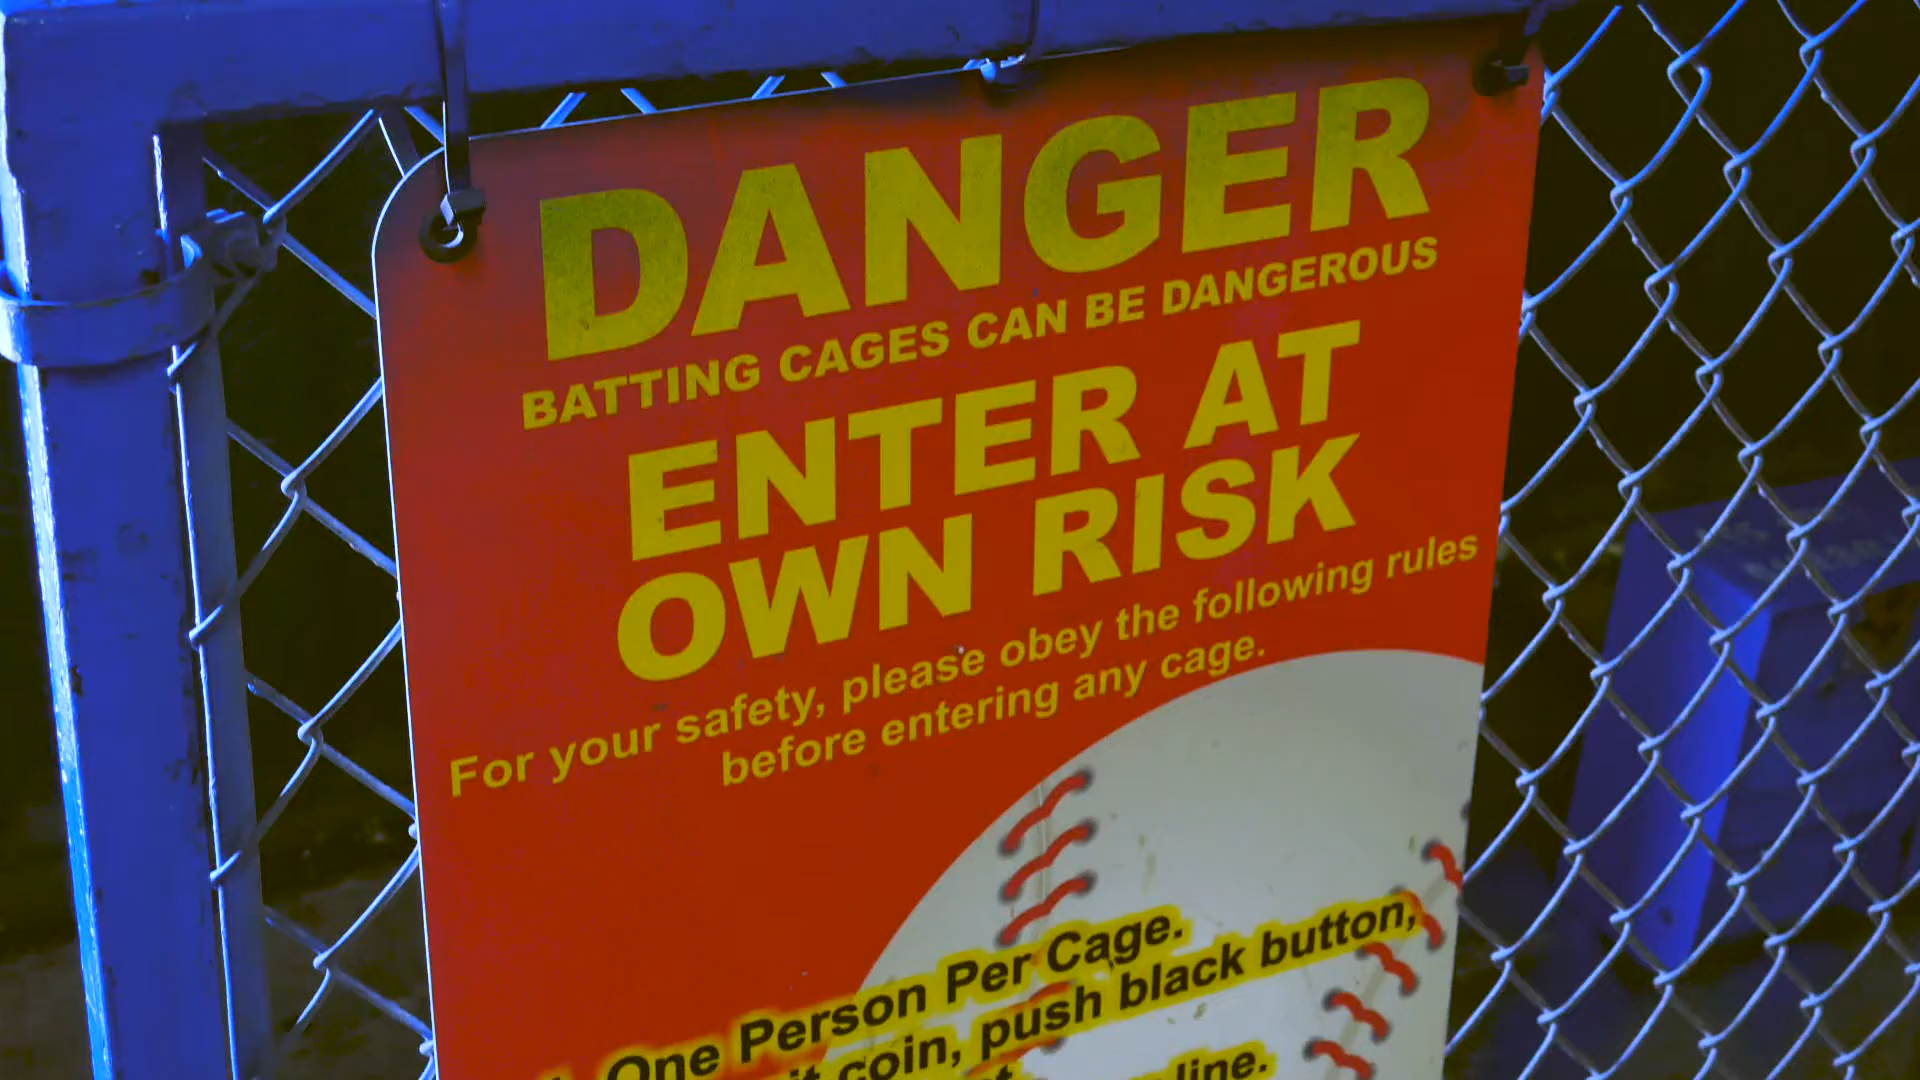 DANGER
BATTING CAGES CAN BE DANGEROUS
ENTER AT
OWN RISK
For your safety, please obey the following rules
before entering any cage.
One Person Per Cage.
coin, push black button,
line.